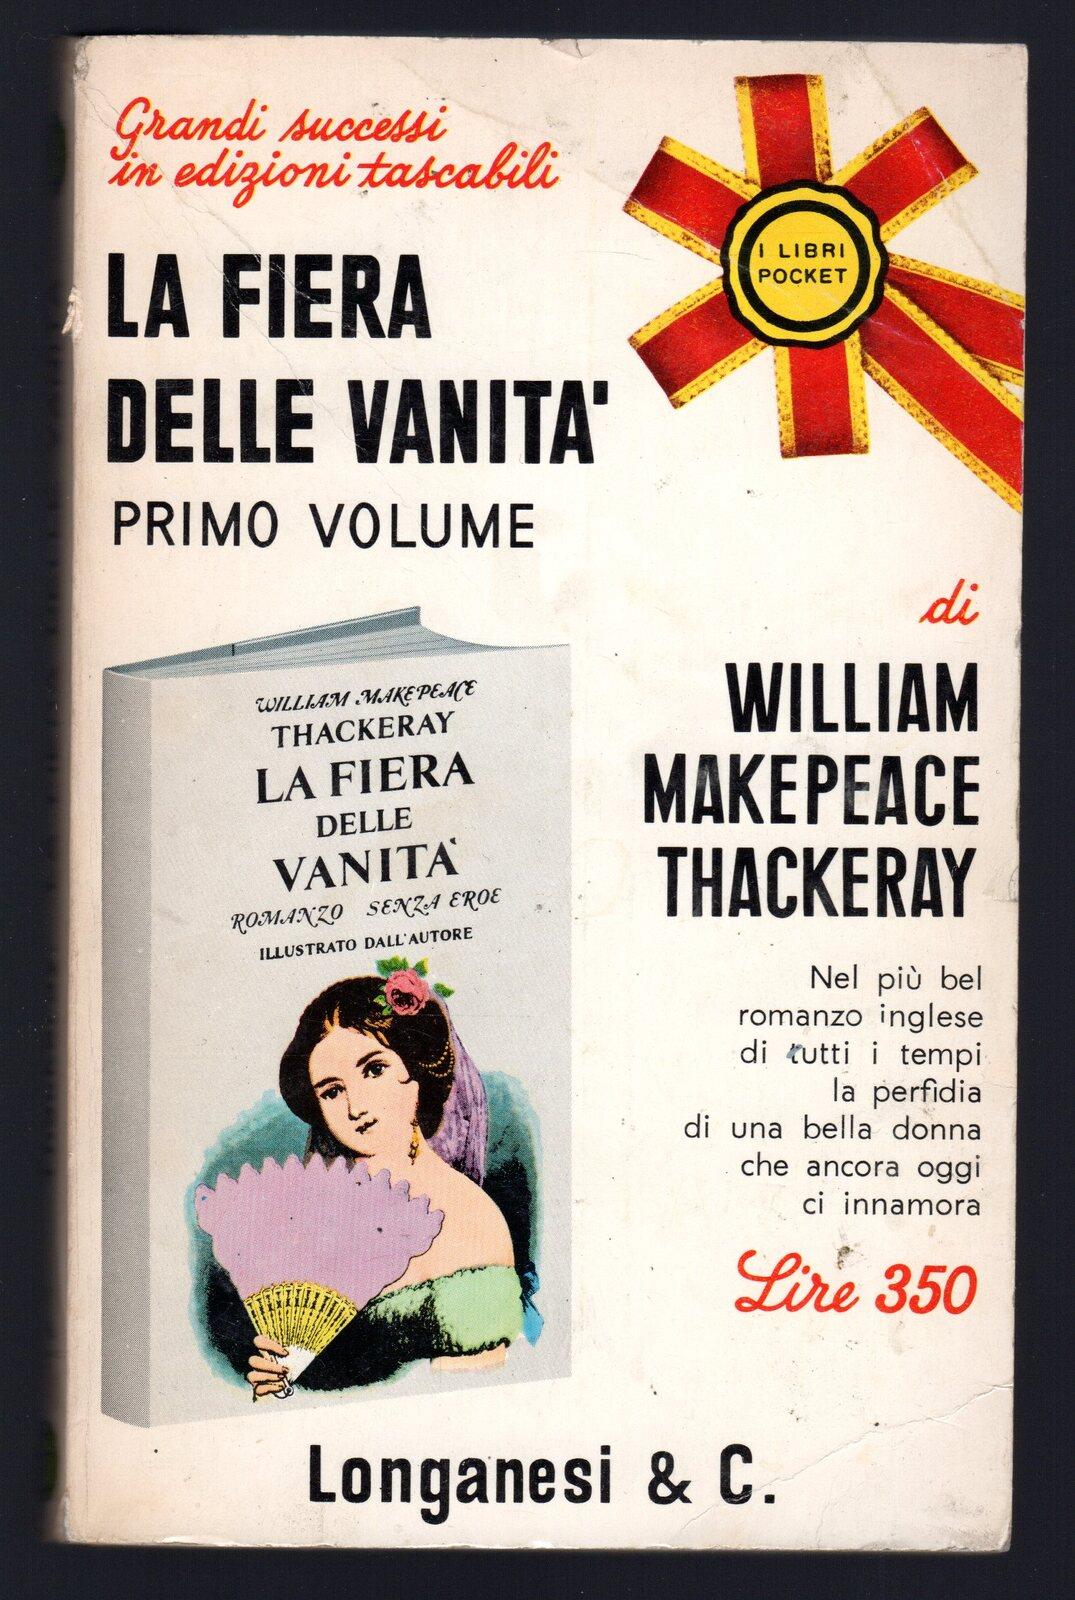 Grandi successi
in edizioni tascabili
I LIBRI
POCKET
LA FIERA
DELLE VANITA'
PRIMO VOLUME
di
WILLIAM
MAKEPEACE
THACKERAY
WILLIAM MAKEPEACE
THACKERAY
LA FIERA
DELLE
VANITÀ
ROMANZO SENZA EROE
ILLUSTRATO DALL'AUTORE
Nel più bel
romanzo inglese
di tutti i tempi
la perfidia
di una bella donna
che ancora oggi
ci innamora
Lire 350
Longanesi & C.